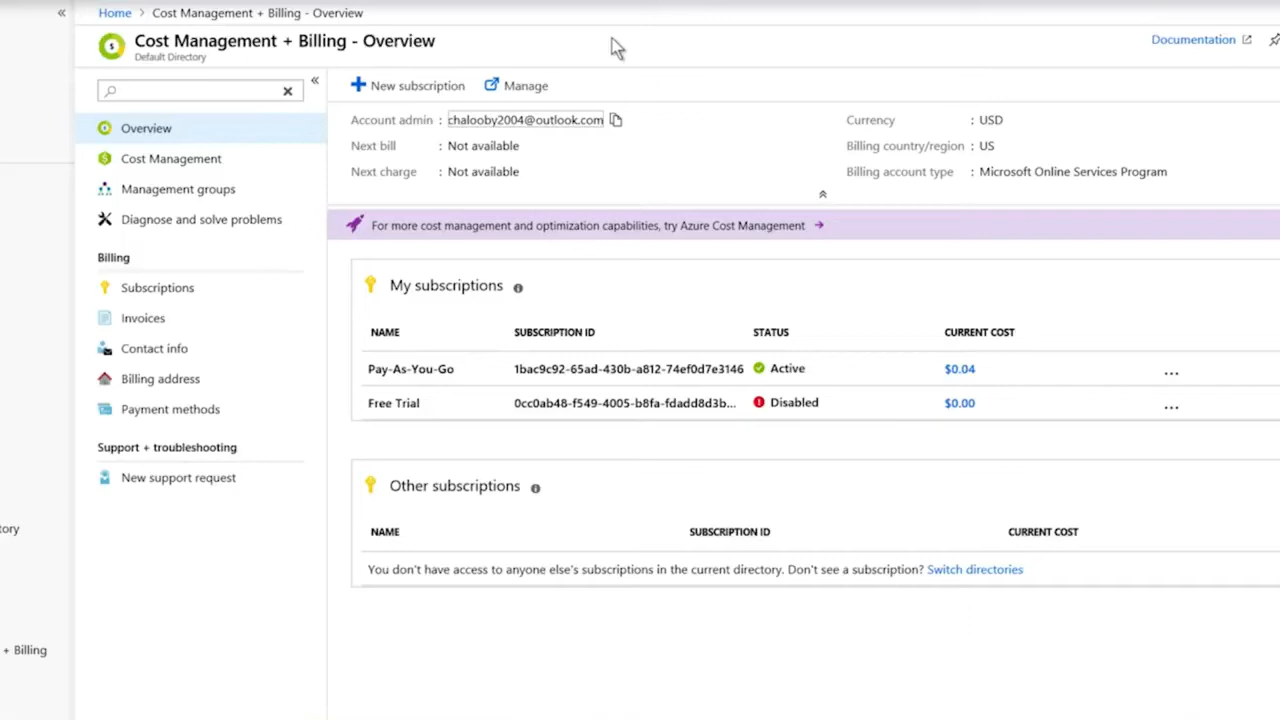 Home > Cost Management + Billing - Overview
Cost Management + Billing - Overview
Default Directory
Documentation
Overview
Cost Management
Management groups
Diagnose and solve problems
Billing
Subscriptions
Invoices
Contact info
Billing address
Payment methods
Support + troubleshooting
New support request
tory
+ Billing
New subscription Manage
Account admin : chalooby2004@outlook.com
Next bill : Not available
Next charge : Not available
Currency : USD
Billing country/region : US
Billing account type : Microsoft Online Services Program
For more cost management and optimization capabilities, try Azure Cost Management →
My subscriptions
NAME SUBSCRIPTION ID STATUS CURRENT COST
Pay-As-You-Go 1bac9c92-65ad-430b-a812-74ef0d7e3146 Active $0.04 ...
Free Trial 0cc0ab48-f549-4005-b8fa-fdadd8d3b... Disabled $0.00 ...
Other subscriptions
NAME SUBSCRIPTION ID CURRENT COST
You don't have access to anyone else's subscriptions in the current directory. Don't see a subscription? Switch directories